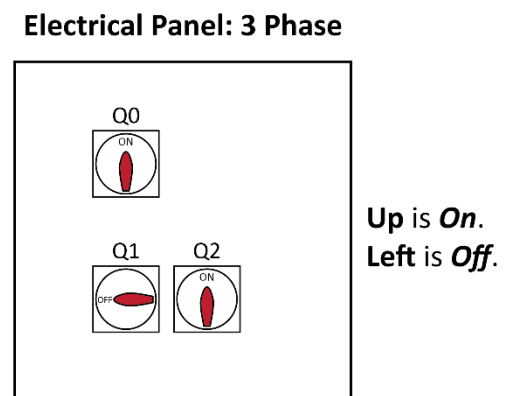 Electrical Panel: 3 Phase
Q0
ON
Q1
Q2
OFF
ON
Up is On.
Left is Off.